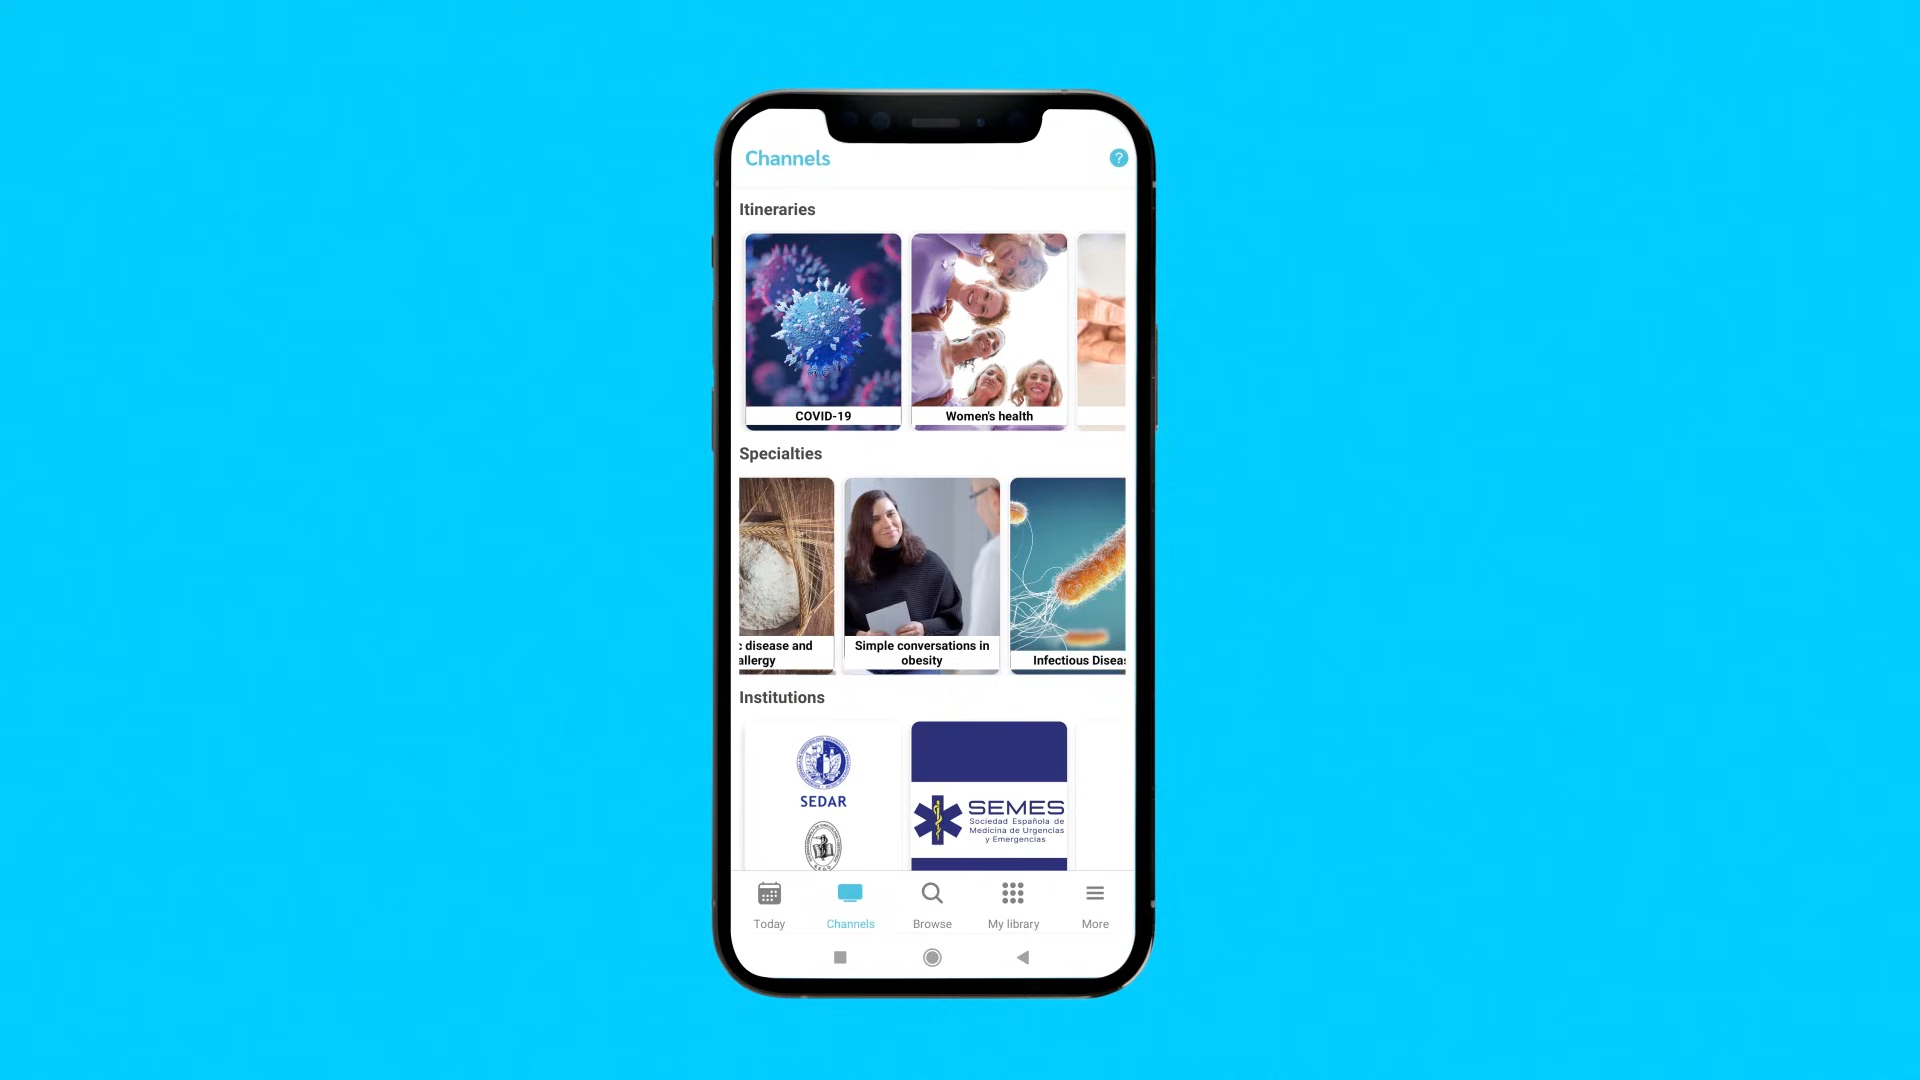 Channels
?
Itineraries
COVID-19
Women's health
Specialties
c disease and
allergy
Simple conversations in
obesity
Infectious Diseas
Institutions
SEDAR
SEMES
Sociedad Española de
Medicina de Urgencias
y Emergencias
Today
Channels
Browse
My library
More